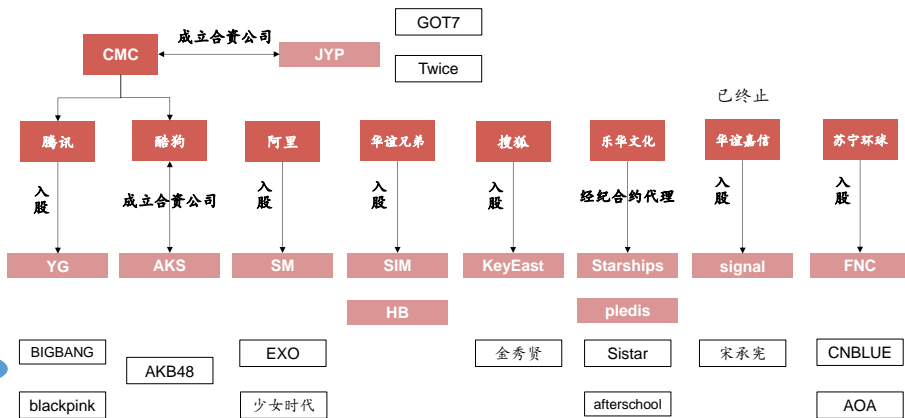 GOT7
成立合资公司
CMC
JYP
Twice
已终止
腾讯
酷狗
阿里
华谊兄弟
搜狐
乐华文化
华谊嘉信
苏宁环球
入
股
成立合资公司
入
股
入
股
入
股
经纪合约代理
入
股
入
股
YG
AKS
SM
SIM
KeyEast
Starships
signal
FNC
HB
pledis
BIGBANG
AKB48
EXO
金秀贤
Sistar
宋承宪
CNBLUE
blackpink
少女时代
afterschool
AOA